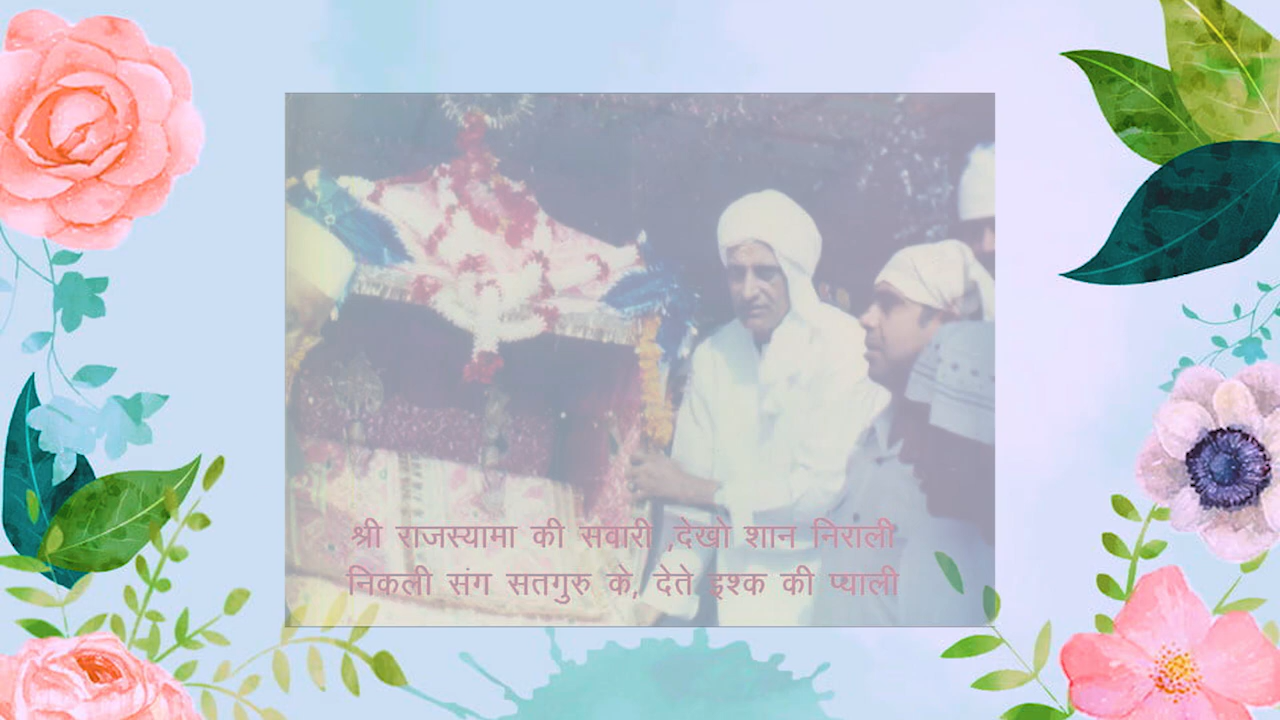 श्री राजस्यामा की सवारी ,देखो शान निराली
निकली संग सतगुरु के, देते इश्क की प्याली